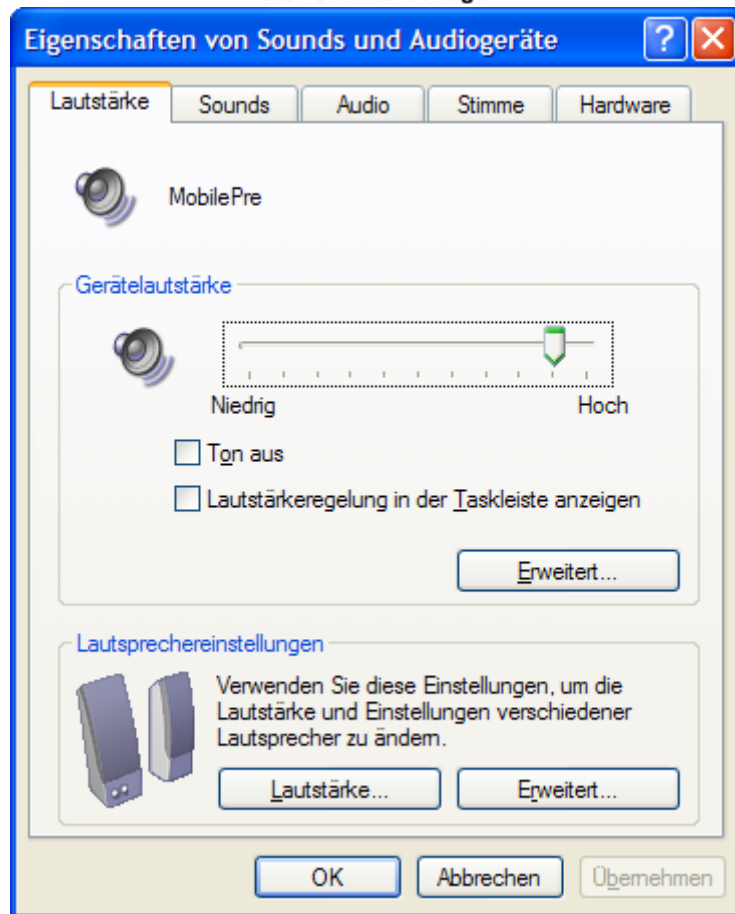 Eigenschaften von Sounds und Audiogeräte
Lautstärke Sounds Audio Stimme Hardware
MobilePre
Gerätelautstärke
Niedrig Hoch
Ton aus
Lautstärkeregelung in der Taskleiste anzeigen
Erweitert...
Lautsprechereinstellungen
Verwenden Sie diese Einstellungen, um die
Lautstärke und Einstellungen verschiedener
Lautsprecher zu ändern.
Lautstärke... Erweitert...
OK Abbrechen Übernehmen